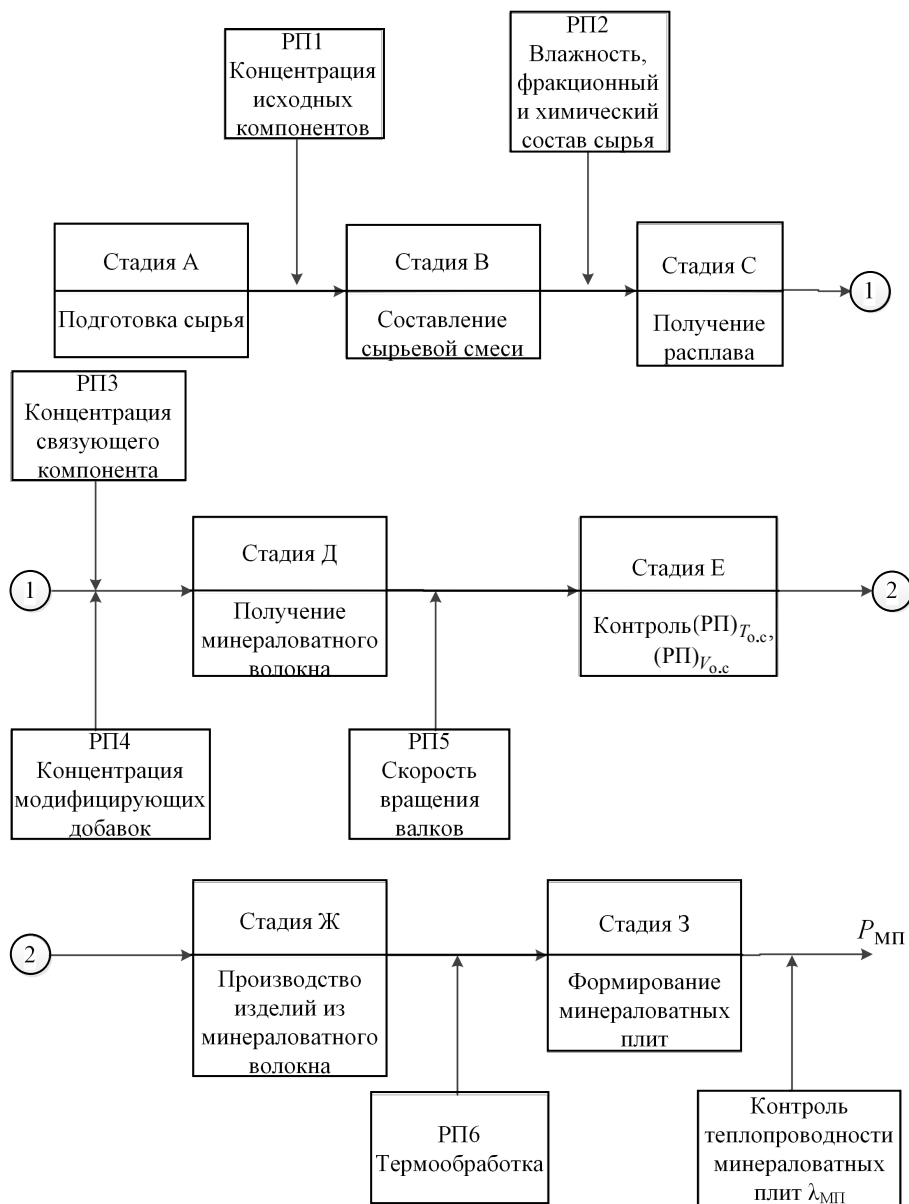 РП1
Концентрация
исходных
компонентов
РП2
Влажность,
фракционный
и химический
состав сырья
Стадия А
Подготовка сырья
Стадия В
Составление
сырьевой смеси
Стадия С
Получение
расплава
1
РП3
Концентрация
связующего
компонента
1
Стадия Д
Получение
минераловатного
волокна
Стадия Е
Контроль(РП)T о.с,
(РП)V о.с
2
РП4
Концентрация
модифицирующих
добавок
РП5
Скорость
вращения
валков
2
Стадия Ж
Производство
изделий из
минераловатного
волокна
Стадия З
Формирование
минераловатных
плит
PМП
РП6
Термообработка
Контроль
теплопроводности
минераловатных
плит λМП